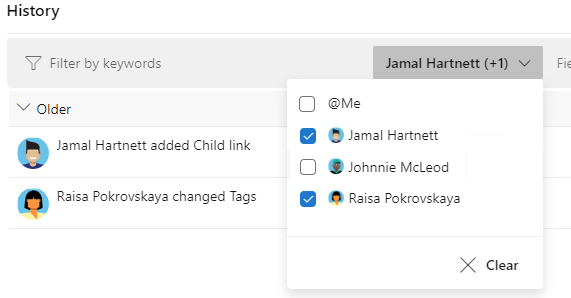 History
Filter by keywords
Jamal Hartnett (+1)
Fie
@Me
Older
Jamal Hartnett
Jamal Hartnett added Child link
Johnnie McLeod
Raisa Pokrovskaya changed Tags
Raisa Pokrovskaya
Clear